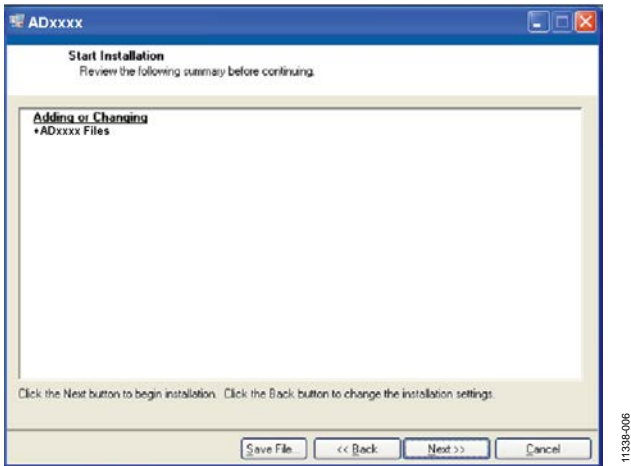 ADxxxx
Start Installation
Review the following summary before continuing.
Adding or Changing
•ADxxxx Files
Click the Next button to begin installation. Click the Back button to change the installation settings.
Save File... << Back Next >> Cancel
11338-006